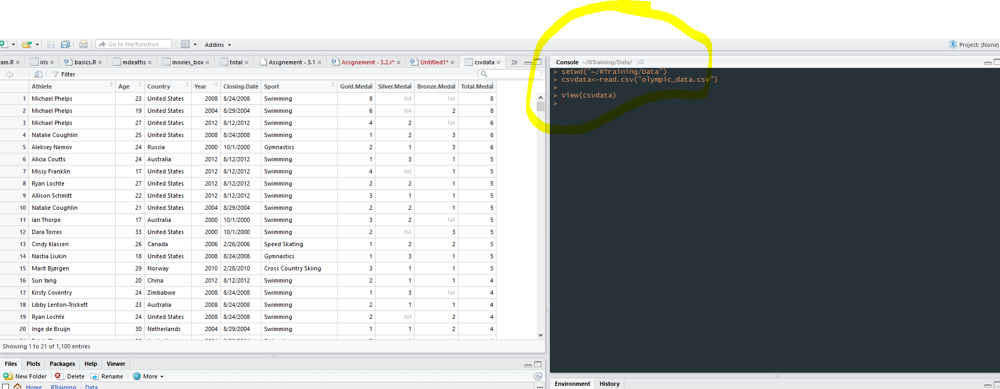 Go to file/function Addins Project: (None)
ram.R iris basics.R mdeaths movies_box total Assgnement - 3.1 Assgnement - 3.2.r* Untitled1* csvdata
Filter
Athlete Age Country Year Closing.Date Sport Gold.Medal Silver.Medal Bronze.Medal Total.Medal
1 Michael Phelps 23 United States 2008 8/24/2008 Swimming 8 NA NA 8
2 Michael Phelps 19 United States 2004 8/29/2004 Swimming 6 NA 2 8
3 Michael Phelps 27 United States 2012 8/12/2012 Swimming 4 2 NA 6
4 Natalie Coughlin 25 United States 2008 8/24/2008 Swimming 1 2 3 6
5 Aleksey Nemov 24 Russia 2000 10/1/2000 Gymnastics 2 1 3 6
6 Alicia Coutts 24 Australia 2012 8/12/2012 Swimming 1 3 1 5
7 Missy Franklin 17 United States 2012 8/12/2012 Swimming 4 NA 1 5
8 Ryan Lochte 27 United States 2012 8/12/2012 Swimming 2 2 1 5
9 Allison Schmitt 22 United States 2012 8/12/2012 Swimming 3 1 1 5
10 Natalie Coughlin 21 United States 2004 8/29/2004 Swimming 2 2 1 5
11 Ian Thorpe 17 Australia 2000 10/1/2000 Swimming 3 2 NA 5
12 Dara Torres 33 United States 2000 10/1/2000 Swimming 2 NA 3 5
13 Cindy Klassen 26 Canada 2006 2/26/2006 Speed Skating 1 2 2 5
14 Nastia Liukin 18 United States 2008 8/24/2008 Gymnastics 1 3 1 5
15 Marit Bjørgen 29 Norway 2010 2/28/2010 Cross Country Skiing 3 1 1 5
16 Sun Yang 20 China 2012 8/12/2012 Swimming 2 1 1 4
17 Kirsty Coventry 24 Zimbabwe 2008 8/24/2008 Swimming 1 3 NA 4
18 Libby Lenton-Trickett 23 Australia 2008 8/24/2008 Swimming 2 1 1 4
19 Ryan Lochte 24 United States 2008 8/24/2008 Swimming 2 NA 2 4
20 Inge de Bruijn 30 Netherlands 2004 8/29/2004 Swimming 1 1 2 4
Showing 1 to 21 of 1,100 entries
Files Plots Packages Help Viewer
New Folder Delete Rename More
Home RTraining Data
Console ~/RTraining/Data/
> setwd("~/RTraining/Data")
> csvdata<-read.csv("olympic_data.csv")
>
> View(csvdata)
>
Environment History